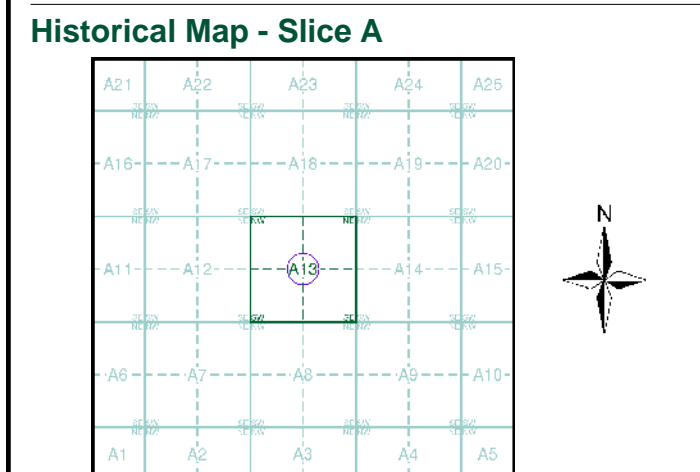 Historical Map - Slice A
A21 A22 A23 A24 A25
A16 A17 A18 A19 A20
N
A11 A12 A13 A14 A15
A6 A7 A8 A9 A10
A1 A2 A3 A4 A5